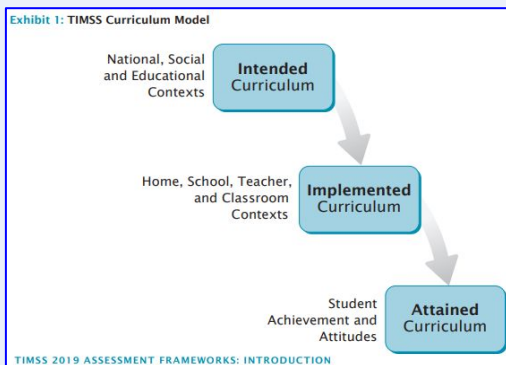 Exhibit 1: TIMSS Curriculum Model
National, Social
and Educational
Contexts
Intended
Curriculum
Home, School, Teacher,
and Classroom
Contexts
Implemented
Curriculum
Student
Achievement and
Attitudes
Attained
Curriculum
TIMSS 2019 ASSESSMENT FRAMEWORKS: INTRODUCTION